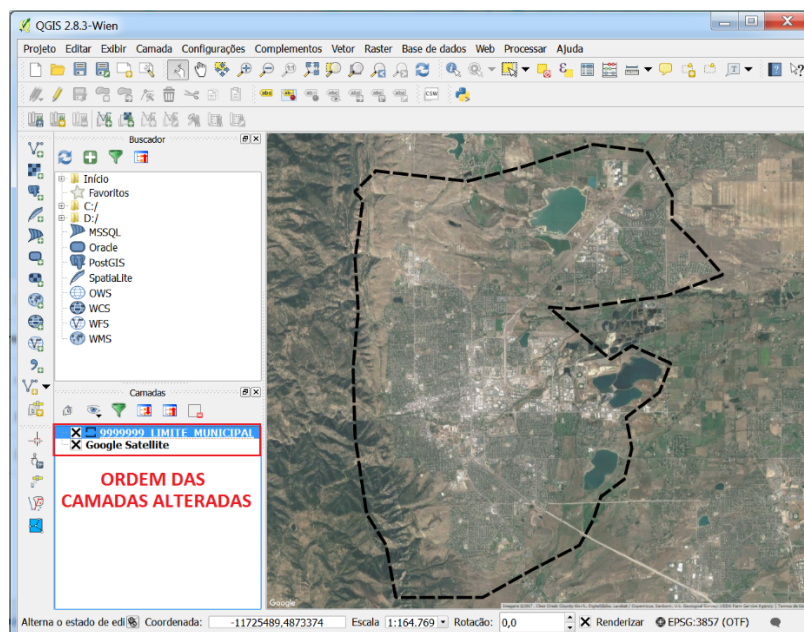 QGIS 2.8.3-Wien
Projeto Editar Exibir Camada Configurações Complementos Vetor Raster Base de dados Web Processar Ajuda
Buscador
Início
Favoritos
C:/
D:/
MSSQL
Oracle
PostGIS
SpatiaLite
OWS
WCS
WFS
WMS
Camadas
9999999_LIMITE_MUNICIPAL
Google Satellite
ORDEM DAS
CAMADAS ALTERADAS
Google
Alterna o estado de edi Coordenada: -11725489,4873374 Escala 1:164.769 Rotação: 0,0 Renderizar EPSG:3857 (OTF)